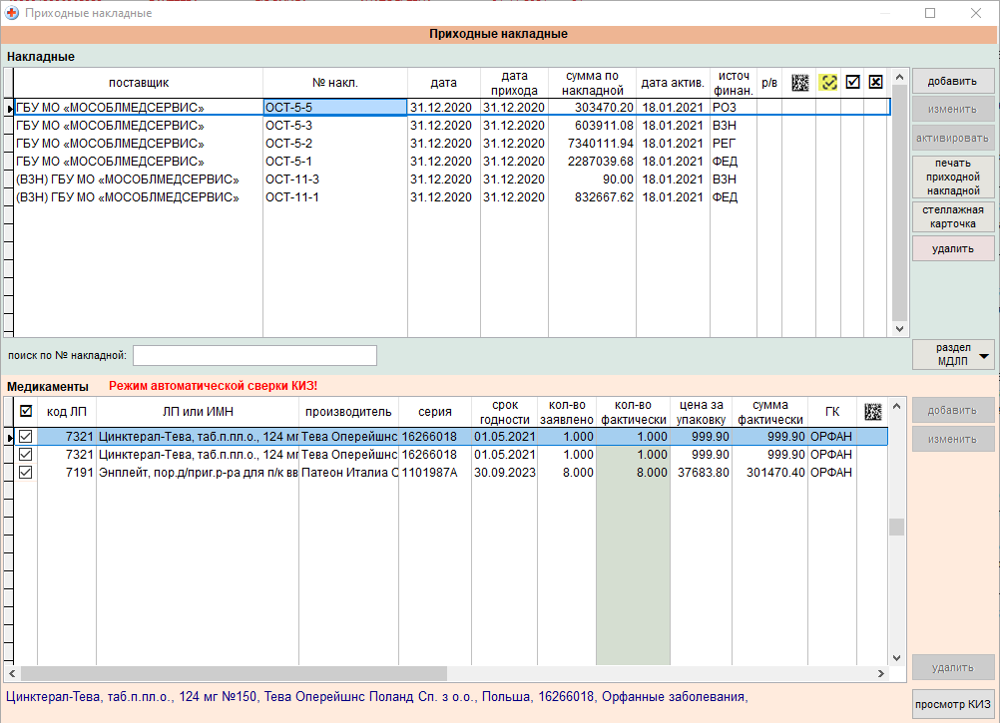 Приходные накладные
Приходные накладные
Накладные
поставщик № накл. дата дата прихода сумма по накладной дата актив. источ финан. р/в
ГБУ МО «МОСОБЛМЕДСЕРВИС» ОСТ-5-5 31.12.2020 31.12.2020 303470.20 18.01.2021 РОЗ
ГБУ МО «МОСОБЛМЕДСЕРВИС» ОСТ-5-3 31.12.2020 31.12.2020 603911.08 18.01.2021 ВЗН
ГБУ МО «МОСОБЛМЕДСЕРВИС» ОСТ-5-2 31.12.2020 31.12.2020 7340111.94 18.01.2021 РЕГ
ГБУ МО «МОСОБЛМЕДСЕРВИС» ОСТ-5-1 31.12.2020 31.12.2020 2287039.68 18.01.2021 ФЕД
(ВЗН) ГБУ МО «МОСОБЛМЕДСЕРВИС» ОСТ-11-3 31.12.2020 31.12.2020 90.00 18.01.2021 ВЗН
(ВЗН) ГБУ МО «МОСОБЛМЕДСЕРВИС» ОСТ-11-1 31.12.2020 31.12.2020 832667.62 18.01.2021 ФЕД
добавить
изменить
активировать
печать
приходной
накладной
стеллажная
карточка
удалить
поиск по № накладной:
раздел
МДЛП
Медикаменты Режим автоматической сверки КИЗ!
код ЛП ЛП или ИМН производитель серия срок годности кол-во заявлено кол-во фактически цена за упаковку сумма фактически ГК
7321 Цинктерал-Тева, таб.п.пл.о., 124 мг Тева Оперейшнс 16266018 01.05.2021 1.000 1.000 999.90 999.90 ОРФАН
7321 Цинктерал-Тева, таб.п.пл.о., 124 мг Тева Оперейшнс 16266018 01.05.2021 1.000 1.000 999.90 999.90 ОРФАН
7191 Энплейт, пор.д/приг.р-ра для п/к вв Патеон Италиа С 1101987А 30.09.2023 8.000 8.000 37683.80 301470.40 ОРФАН
добавить
изменить
удалить
Цинктерал-Тева, таб.п.пл.о., 124 мг №150, Тева Оперейшнс Поланд Сп. з о.о., Польша, 16266018, Орфанные заболевания,
просмотр КИЗ